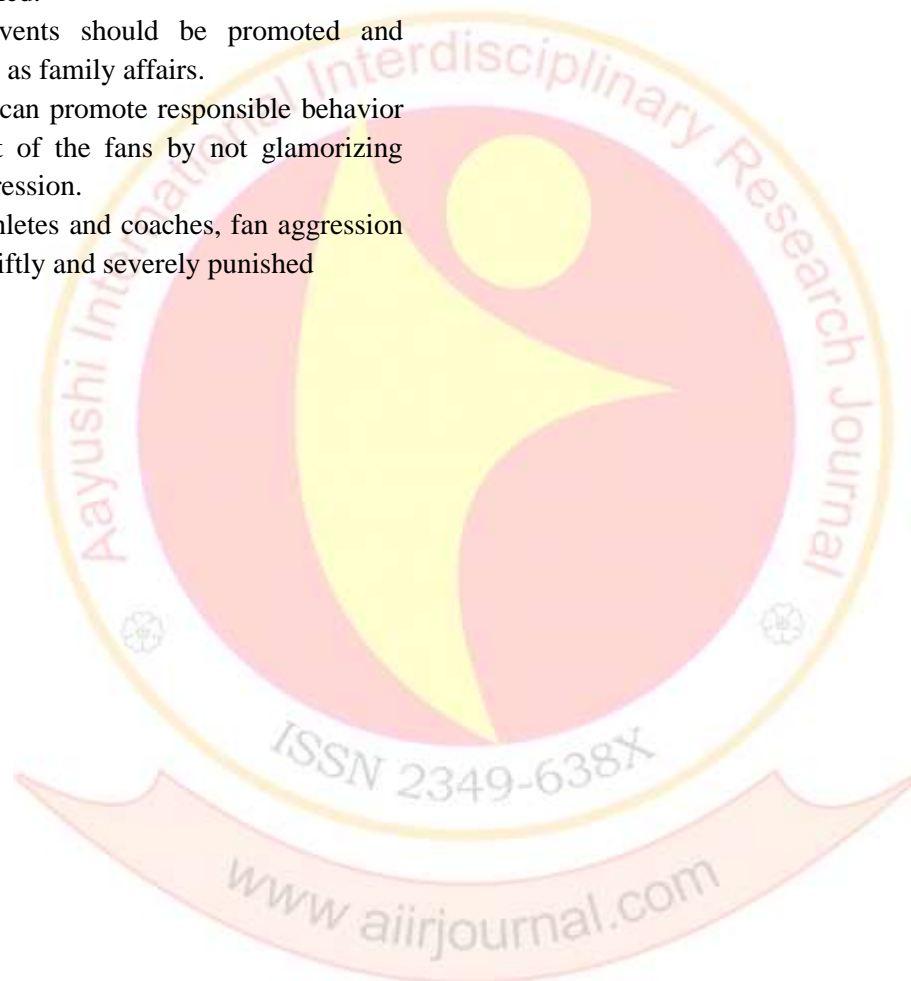 vents should be promoted and
as family affairs.
can promote responsible behavior
t of the fans by not glamorizing
ression.
hletes and coaches, fan aggression
iftly and severely punished
Aayushi International Interdisciplinary Research Journal
ISSN 2349-638X
www aiirjournal.com